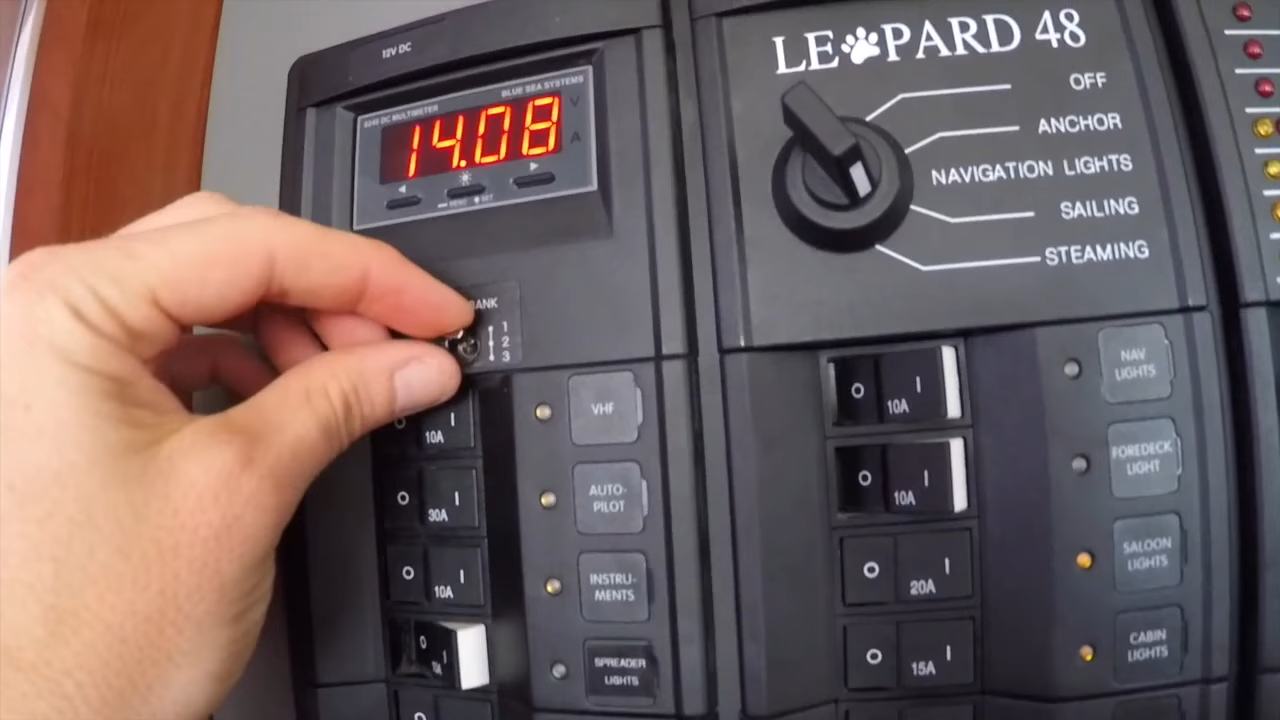 12V DC
BLUE SEA SYSTEMS
DC MULTIMETER
14.08
V
A
MENU
SET
BANK
1
2
3
O I
10A
VHF
O I
30A
AUTO-
PILOT
O I
10A
INSTRU-
MENTS
O I
SPREADER
LIGHTS
LEOPARD 48
OFF
ANCHOR
NAVIGATION LIGHTS
SAILING
STEAMING
O I
10A
NAV
LIGHTS
O I
10A
FOREDECK
LIGHT
O I
20A
SALOON
LIGHTS
O I
15A
CABIN
LIGHTS